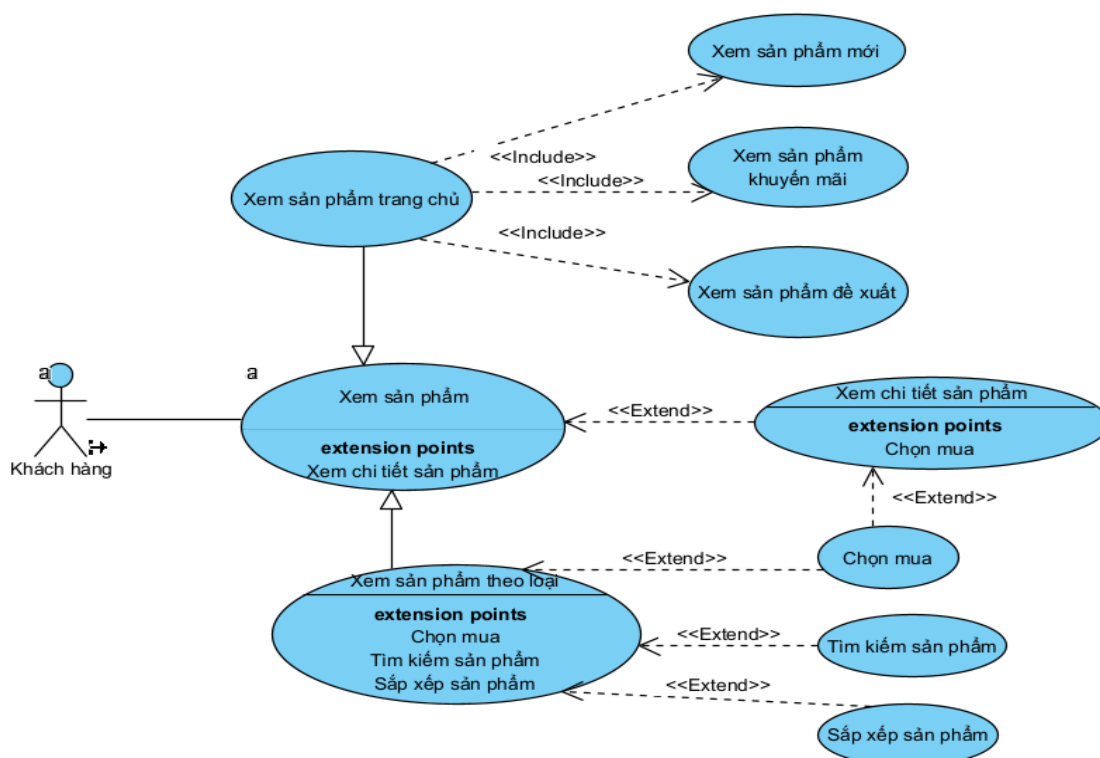 Xem sản phẩm mới
<<Include>>
Xem sản phẩm
khuyến mãi
<<Include>>
Xem sản phẩm trang chủ
<<Include>>
Xem sản phẩm đề xuất
a
a
Khách hàng
Xem sản phẩm
extension points
Xem chi tiết sản phẩm
<<Extend>>
Xem chi tiết sản phẩm
extension points
Chọn mua
<<Extend>>
<<Extend>>
Chọn mua
Xem sản phẩm theo loại
extension points
Chọn mua
Tìm kiếm sản phẩm
Sắp xếp sản phẩm
<<Extend>>
Tìm kiếm sản phẩm
<<Extend>>
Sắp xếp sản phẩm